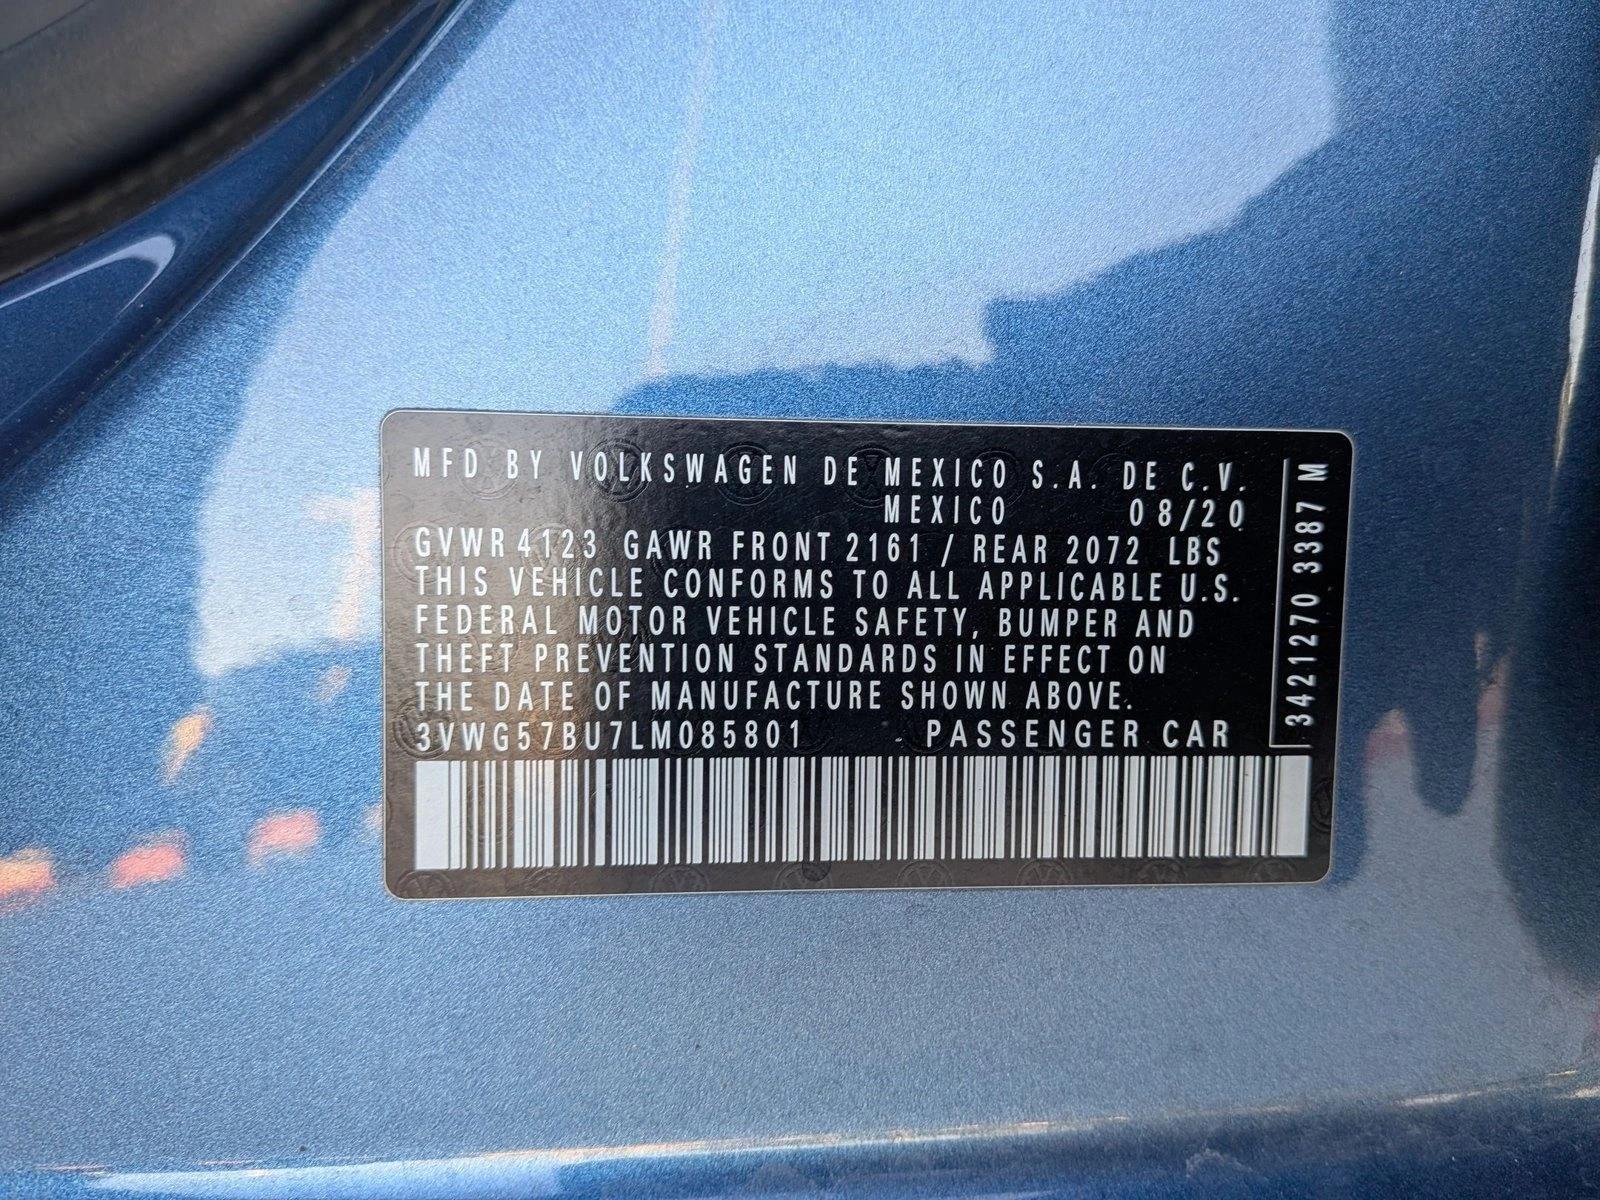 MFD BY VOLKSWAGEN DE MEXICO S.A. DE C.V.
MEXICO 08/20
GVWR 4123 GAWR FRONT 2161 / REAR 2072 LBS
THIS VEHICLE CONFORMS TO ALL APPLICABLE U.S.
FEDERAL MOTOR VEHICLE SAFETY, BUMPER AND
THEFT PREVENTION STANDARDS IN EFFECT ON
THE DATE OF MANUFACTURE SHOWN ABOVE.
3VWG57BU7LM085801 - PASSENGER CAR
3421270 3387 M